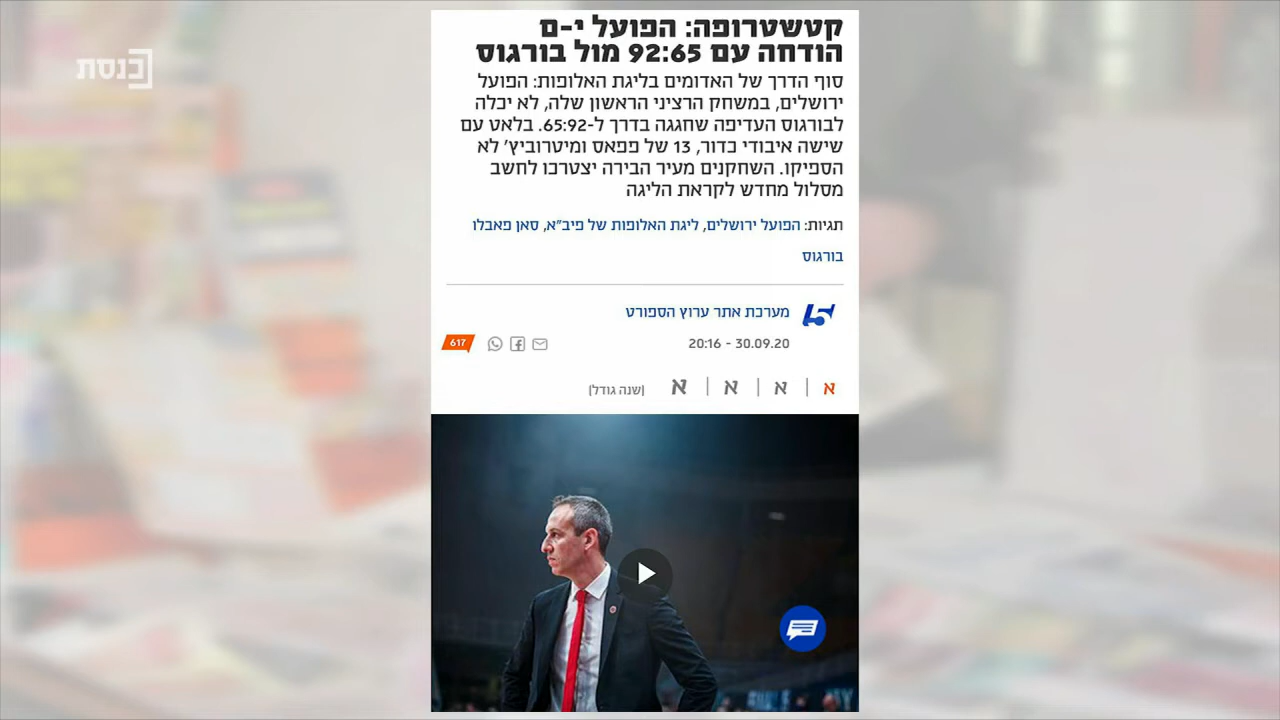 כנסת
קטשטרופה: הפועל י-ם
הודחה עם 92:65 מול בורגוס
סוף הדרך של האדומים בליגת האלופות: הפועל
ירושלים, במשחק הרציני הראשון שלה, לא יכלה
לבורגוס העדיפה שחגגה בדרך ל-65:92. בלאט עם
שישה איבודי כדור, 13 של פפאס ומיטרוביץ' לא
הספיקו. השחקנים מעיר הבירה יצטרכו לחשב
מסלול מחדש לקראת הליגה
תגיות: הפועל ירושלים, ליגת האלופות של פיב"א, סאן פאבלו
בורגוס
5 מערכת אתר ערוץ הספורט
20:16 - 30.09.20
617
א | א | א | א |שנה גודל|